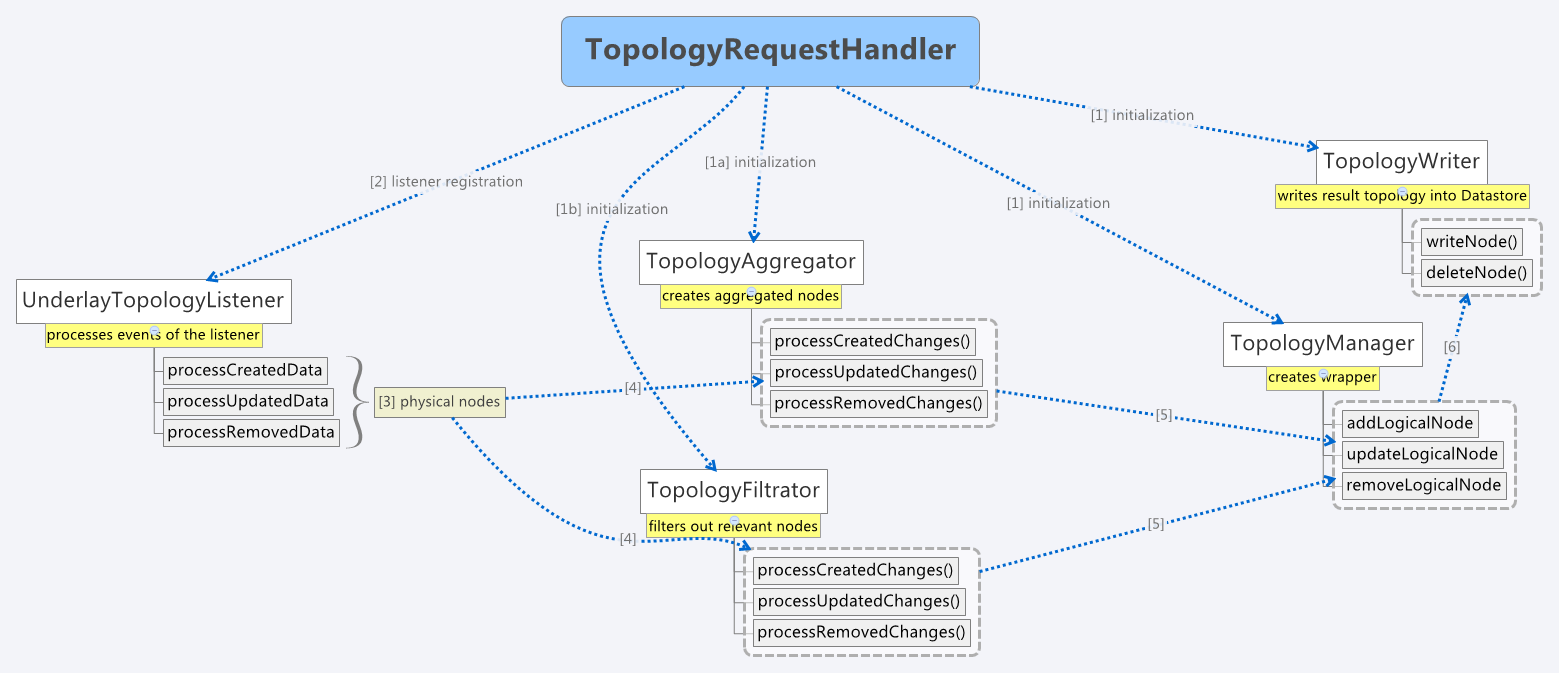 TopologyRequestHandler
[1] initialization
[2] listener registration
[1a] initialization
[1b] initialization
[1] initialization
TopologyWriter
writes result topology into Datastore
writeNode()
deleteNode()
UnderlayTopologyListener
processes events of the listener
processCreatedData
processUpdatedData
processRemovedData
[3] physical nodes
TopologyAggregator
creates aggregated nodes
processCreatedChanges()
processUpdatedChanges()
processRemovedChanges()
[4]
[5]
TopologyManager
creates wrapper
addLogicalNode
updateLogicalNode
removeLogicalNode
[6]
TopologyFiltrator
filters out relevant nodes
processCreatedChanges()
processUpdatedChanges()
processRemovedChanges()
[4]
[5]